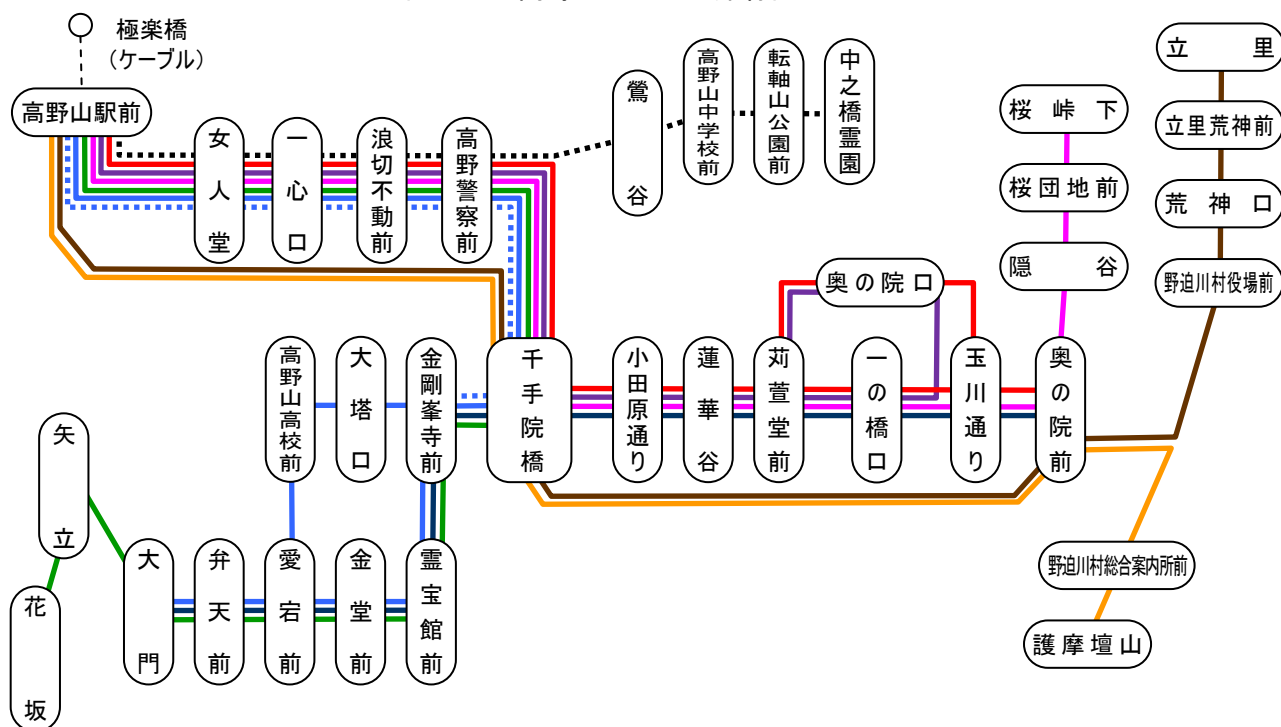 極楽橋
(ケーブル)
高野山駅前
女人堂
一心口
浪切不動前
高野警察前
鶯谷
高野山中学校前
転軸山公園前
中之橋霊園
桜峠下
桜団地前
隠谷
立里
立里荒神前
荒神口
野迫川村役場前
奥の院口
高野山高校前
大塔口
金剛峯寺前
千手院橋
小田原通り
蓮華谷
苅萱堂前
一の橋口
玉川通り
奥の院前
矢立
花坂
大門
弁天前
愛宕前
金堂前
霊宝館前
野迫川村総合案内所前
護摩壇山